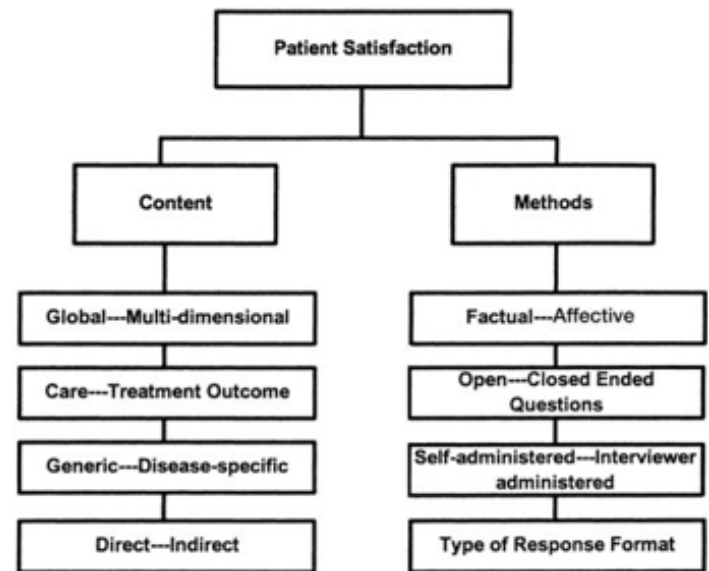 Patient Satisfaction
Content
Methods
Global---Multi-dimensional
Factual---Affective
Care---Treatment Outcome
Open---Closed Ended
Questions
Generic---Disease-specific
Self-administered---Interviewer
administered
Direct---Indirect
Type of Response Format